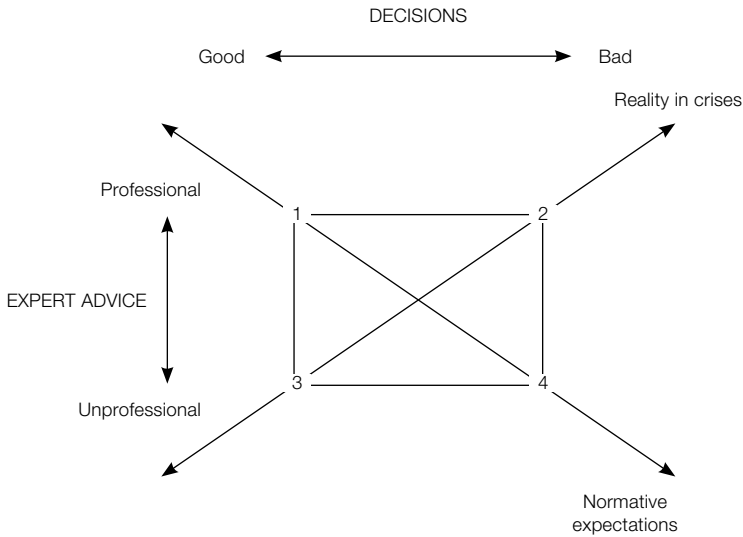 DECISIONS
Good
Bad
Reality in crises
Professional
1
2
EXPERT ADVICE
3
4
Unprofessional
Normative
expectations